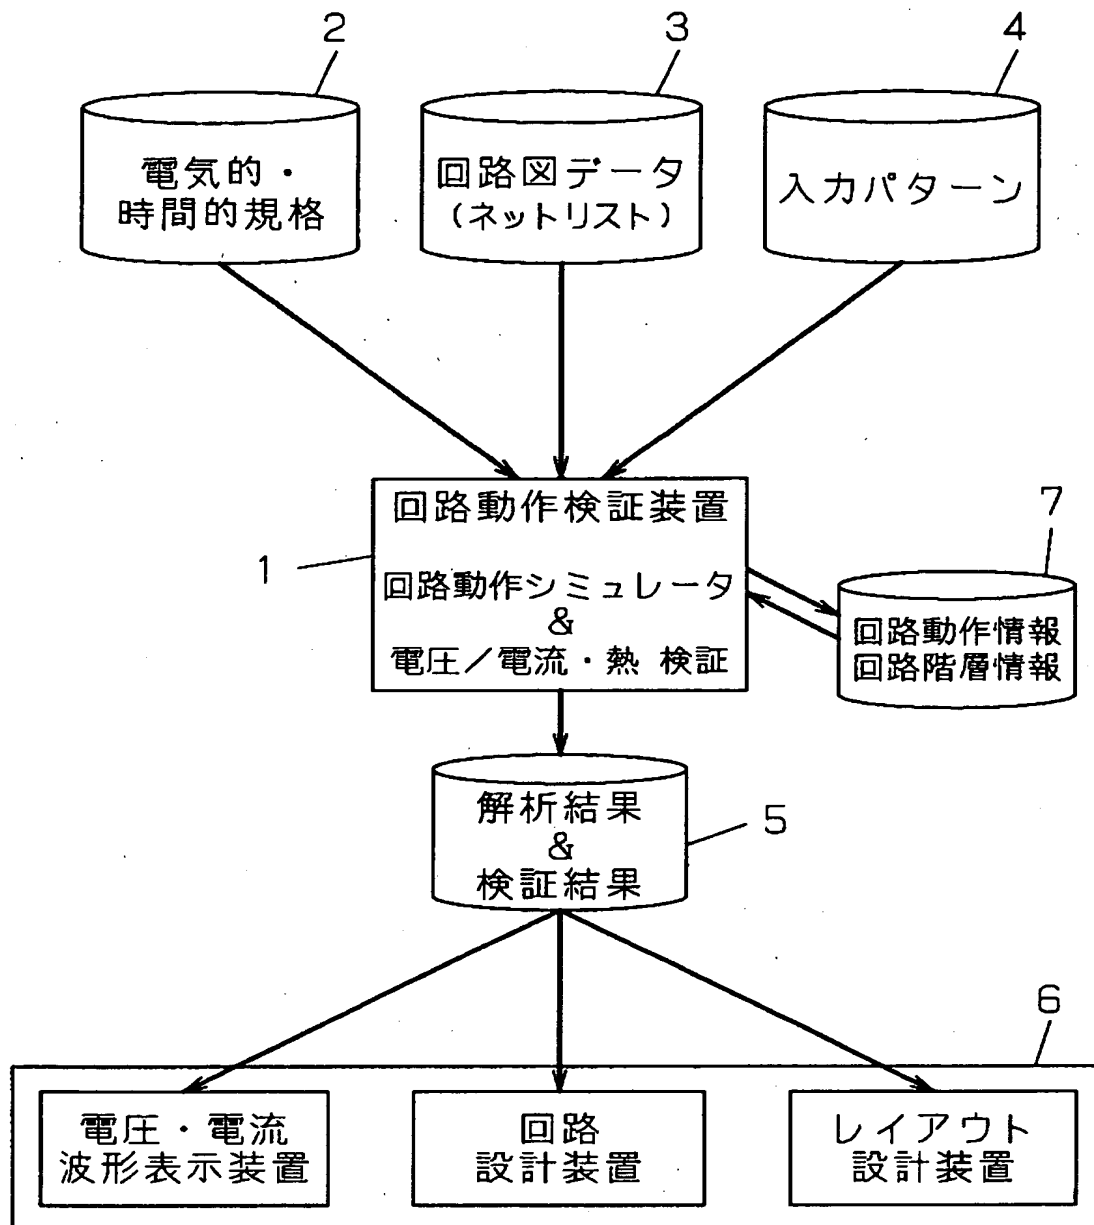 2
3
4
電気的・
時間的規格
回路図データ
(ネットリスト)
入力パターン
回路動作検証装置
1
回路動作シミュレータ
&
電圧/電流・熱 検証
7
回路動作情報
回路階層情報
解析結果
&
検証結果
5
6
電圧・電流
波形表示装置
回路
設計装置
レイアウト
設計装置